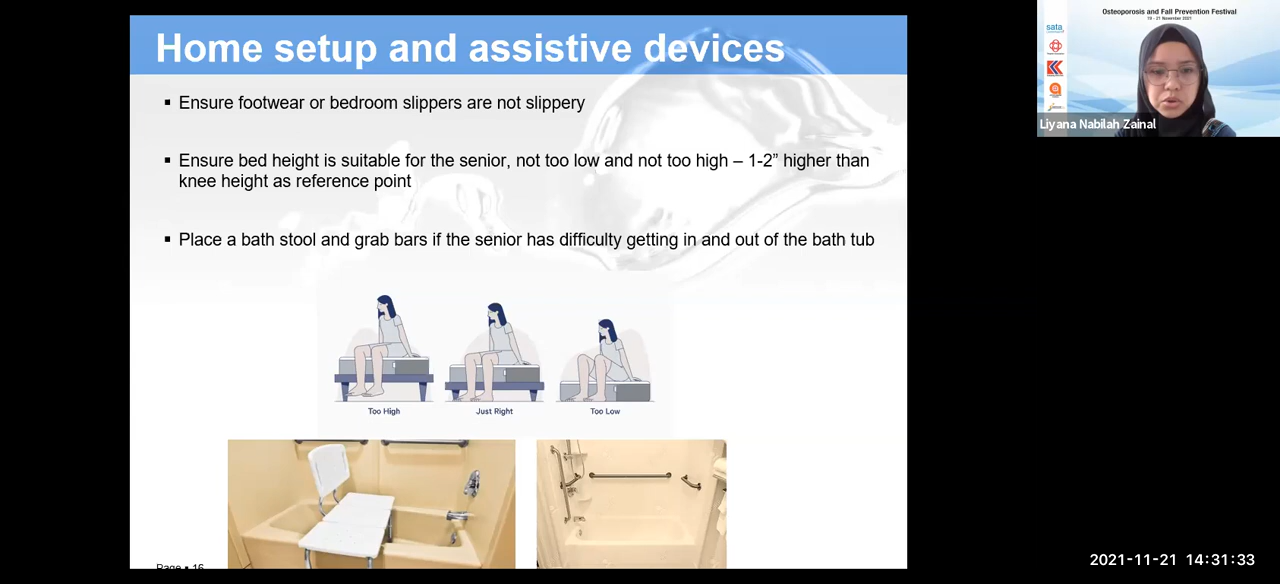 Home setup and assistive devices
▪ Ensure footwear or bedroom slippers are not slippery
▪ Ensure bed height is suitable for the senior, not too low and not too high – 1-2” higher than
knee height as reference point
▪ Place a bath stool and grab bars if the senior has difficulty getting in and out of the bath tub
Too High
Just Right
Too Low
Page ▪ 16
Osteoporosis and Fall Prevention Festival
19 - 21 November 2021
sata
Liyana Nabilah Zainal
2021-11-21 14:31:33